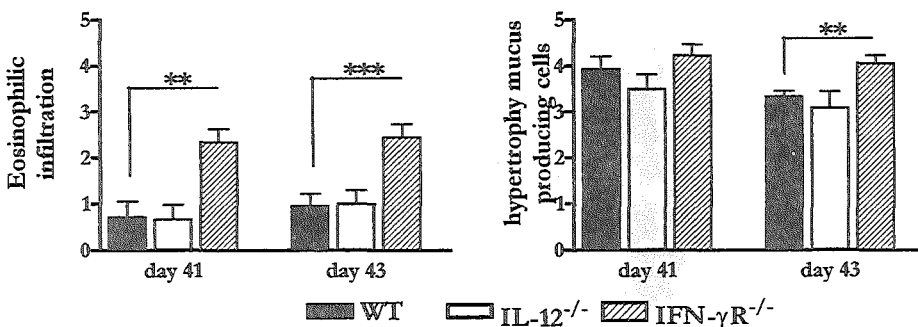 Eosinophilic
infiltration
5
4
3
2
1
0
**
***
day 41
day 43
hypertrophy mucus
producing cells
5
4
3
2
1
0
**
day 41
day 43
WT
IL-12-/-
IFN-γR-/-